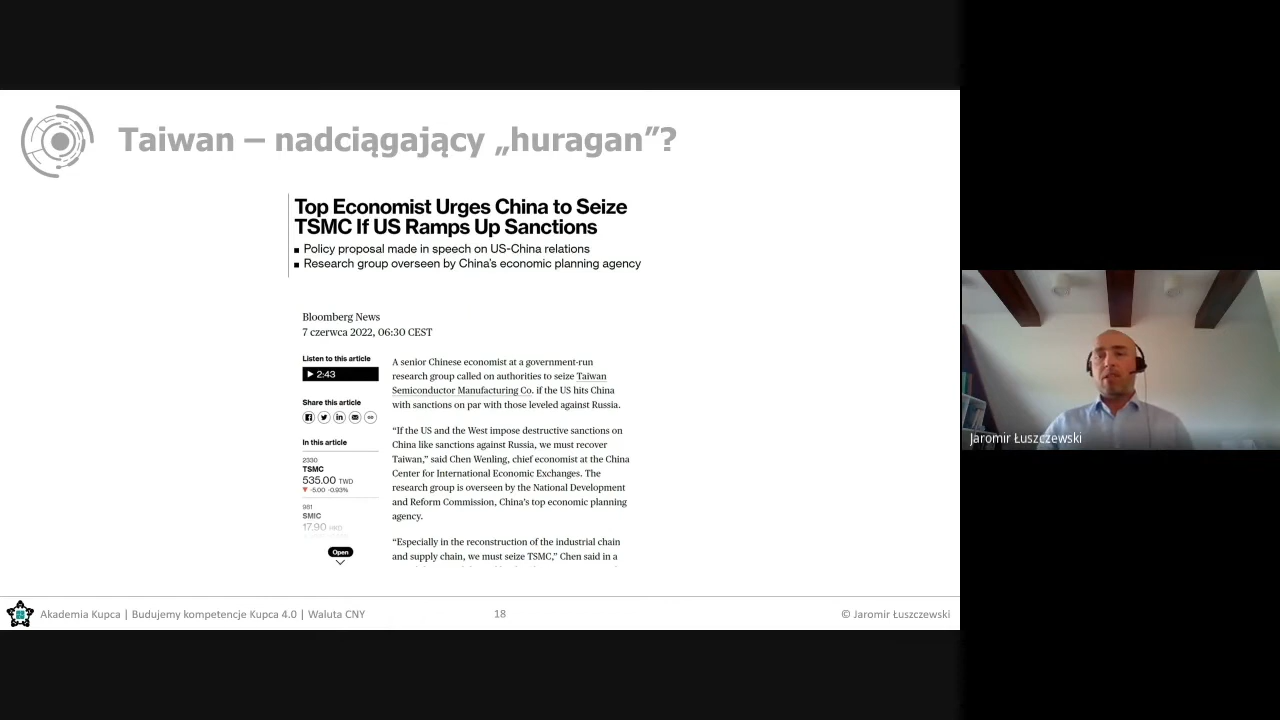 Taiwan – nadciągający „huragan”?
Top Economist Urges China to Seize
TSMC If US Ramps Up Sanctions
Policy proposal made in speech on US-China relations
Research group overseen by China's economic planning agency
Bloomberg News
7 czerwca 2022, 06:30 CEST
Listen to this article
2:43
Share this article
In this article
2330
TSMC
535.00 TWD
-5.00 -0.93%
981
SMIC
17.90 HKD
Open
A senior Chinese economist at a government-run
research group called on authorities to seize Taiwan
Semiconductor Manufacturing Co. if the US hits China
with sanctions on par with those leveled against Russia.
“If the US and the West impose destructive sanctions on
China like sanctions against Russia, we must recover
Taiwan,” said Chen Wenling, chief economist at the China
Center for International Economic Exchanges. The
research group is overseen by the National Development
and Reform Commission, China’s top economic planning
agency.
“Especially in the reconstruction of the industrial chain
and supply chain, we must seize TSMC,” Chen said in a
Jaromir Łuszczewski
Akademia Kupca | Budujemy kompetencje Kupca 4.0 | Waluta CNY
18
© Jaromir Łuszczewski